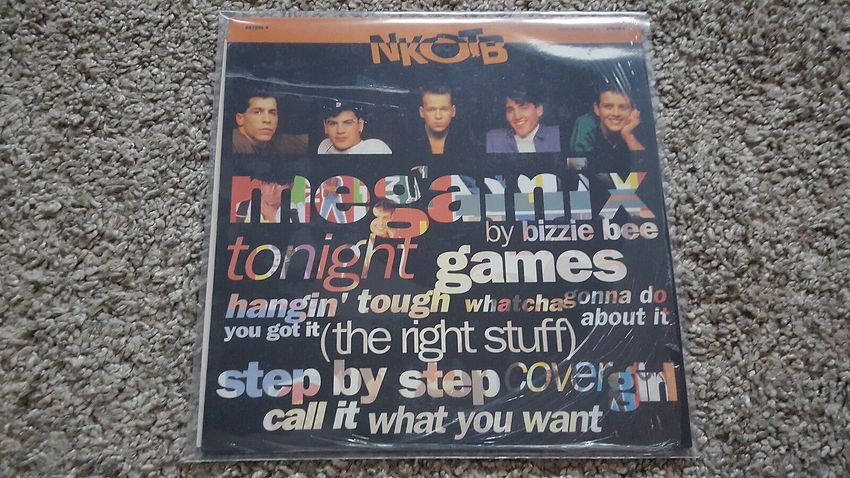 NKOTB
megamix
by bizzie bee
tonight games
hangin' tough whatcha gonna do
about it
you got it (the right stuff)
step by step cover girl
call it what you want